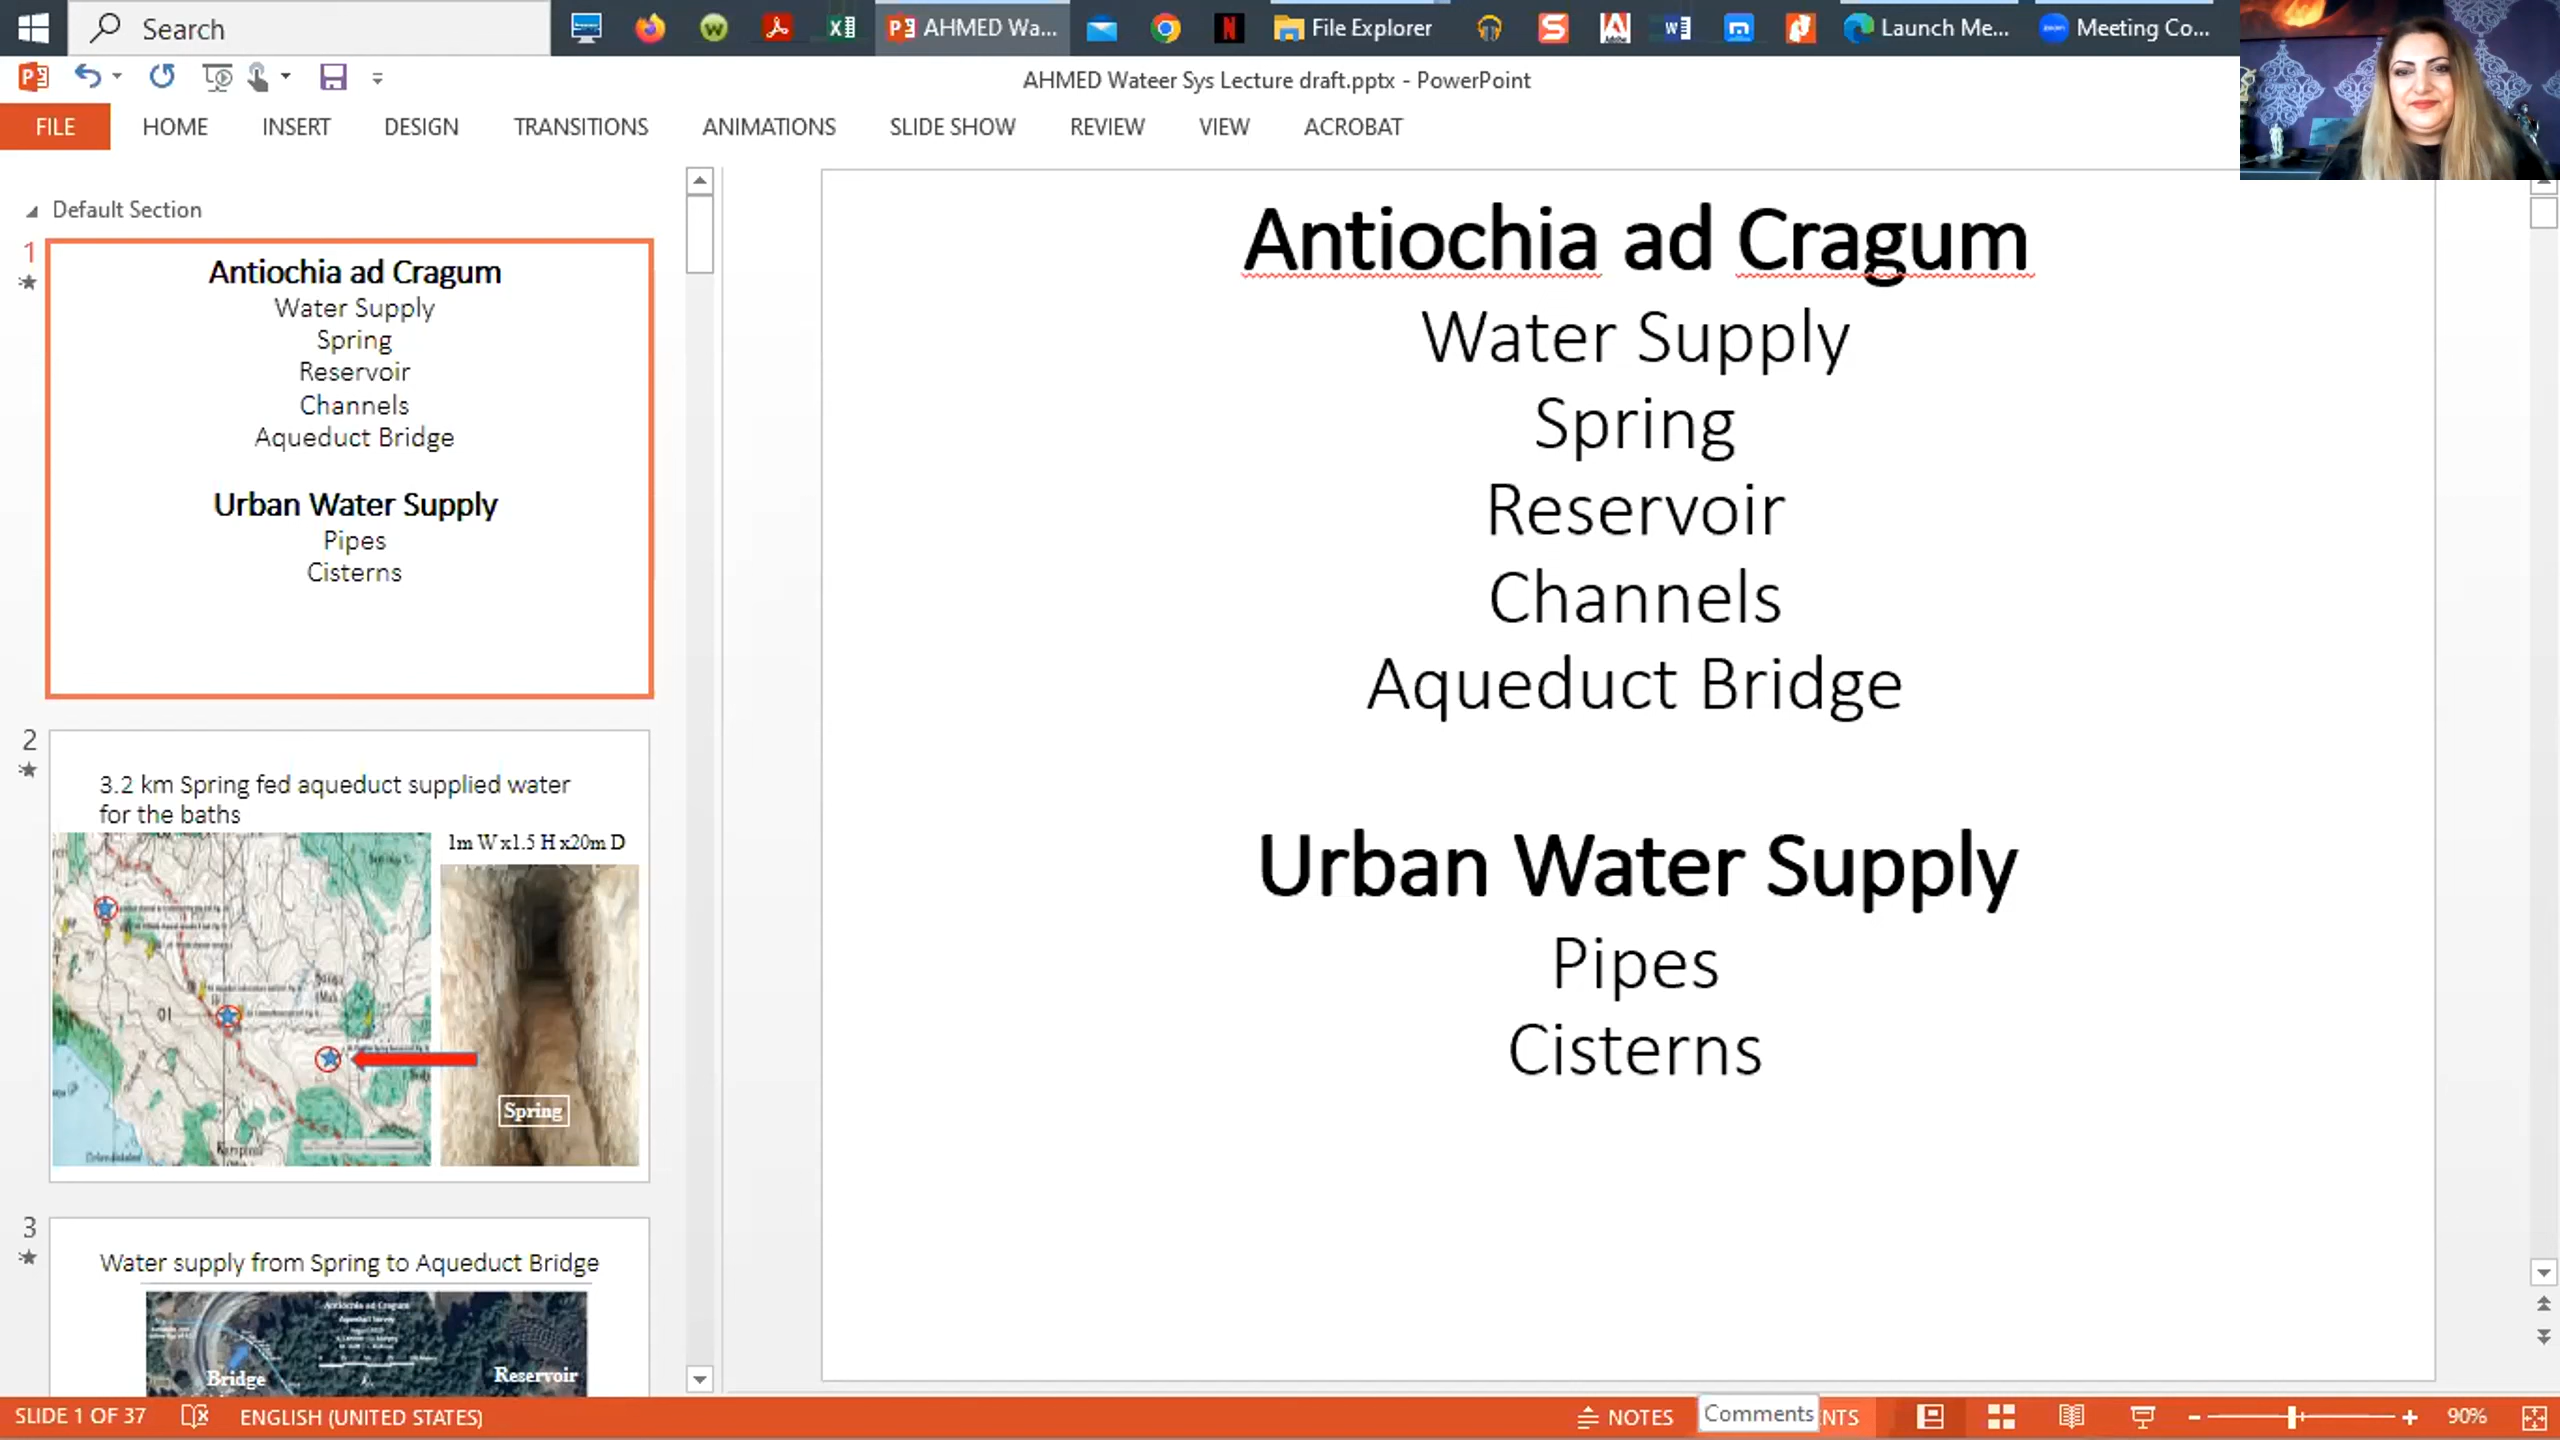 Search
AHMED Wa...
File Explorer
Launch Me...
Meeting Co...
AHMED Wateer Sys Lecture draft.pptx - PowerPoint
FILE
HOME
INSERT
DESIGN
TRANSITIONS
ANIMATIONS
SLIDE SHOW
REVIEW
VIEW
ACROBAT
Default Section
1
Antiochia ad Cragum
Water Supply
Spring
Reservoir
Channels
Aqueduct Bridge
Urban Water Supply
Pipes
Cisterns
2
3.2 km Spring fed aqueduct supplied water
for the baths
1m W x1.5 H x20m D
Spring
3
Water supply from Spring to Aqueduct Bridge
Antiochia ad Cragum
Bridge
Reservoir
Antiochia ad Cragum
Water Supply
Spring
Reservoir
Channels
Aqueduct Bridge
Urban Water Supply
Pipes
Cisterns
SLIDE 1 OF 37
ENGLISH (UNITED STATES)
NOTES
Comments
NTS
90%